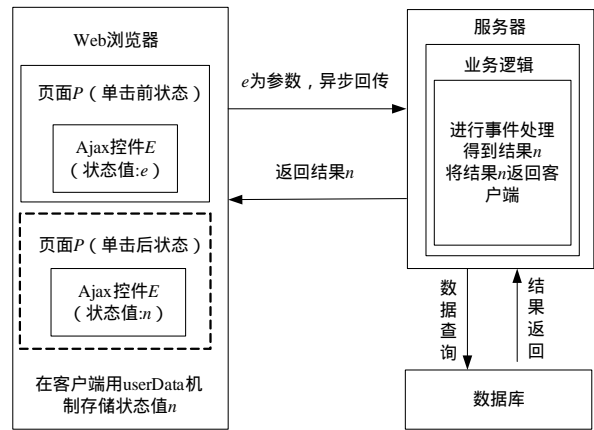 Web浏览器
页面P（单击前状态）
Ajax控件E
（状态值:e）
页面P（单击后状态）
Ajax控件E
（状态值:n）
在客户端用userData机
制存储状态值n
e为参数，异步回传
返回结果n
服务器
业务逻辑
进行事件处理
得到结果n
将结果n返回客
户端
数据查询
结果返回
数据库